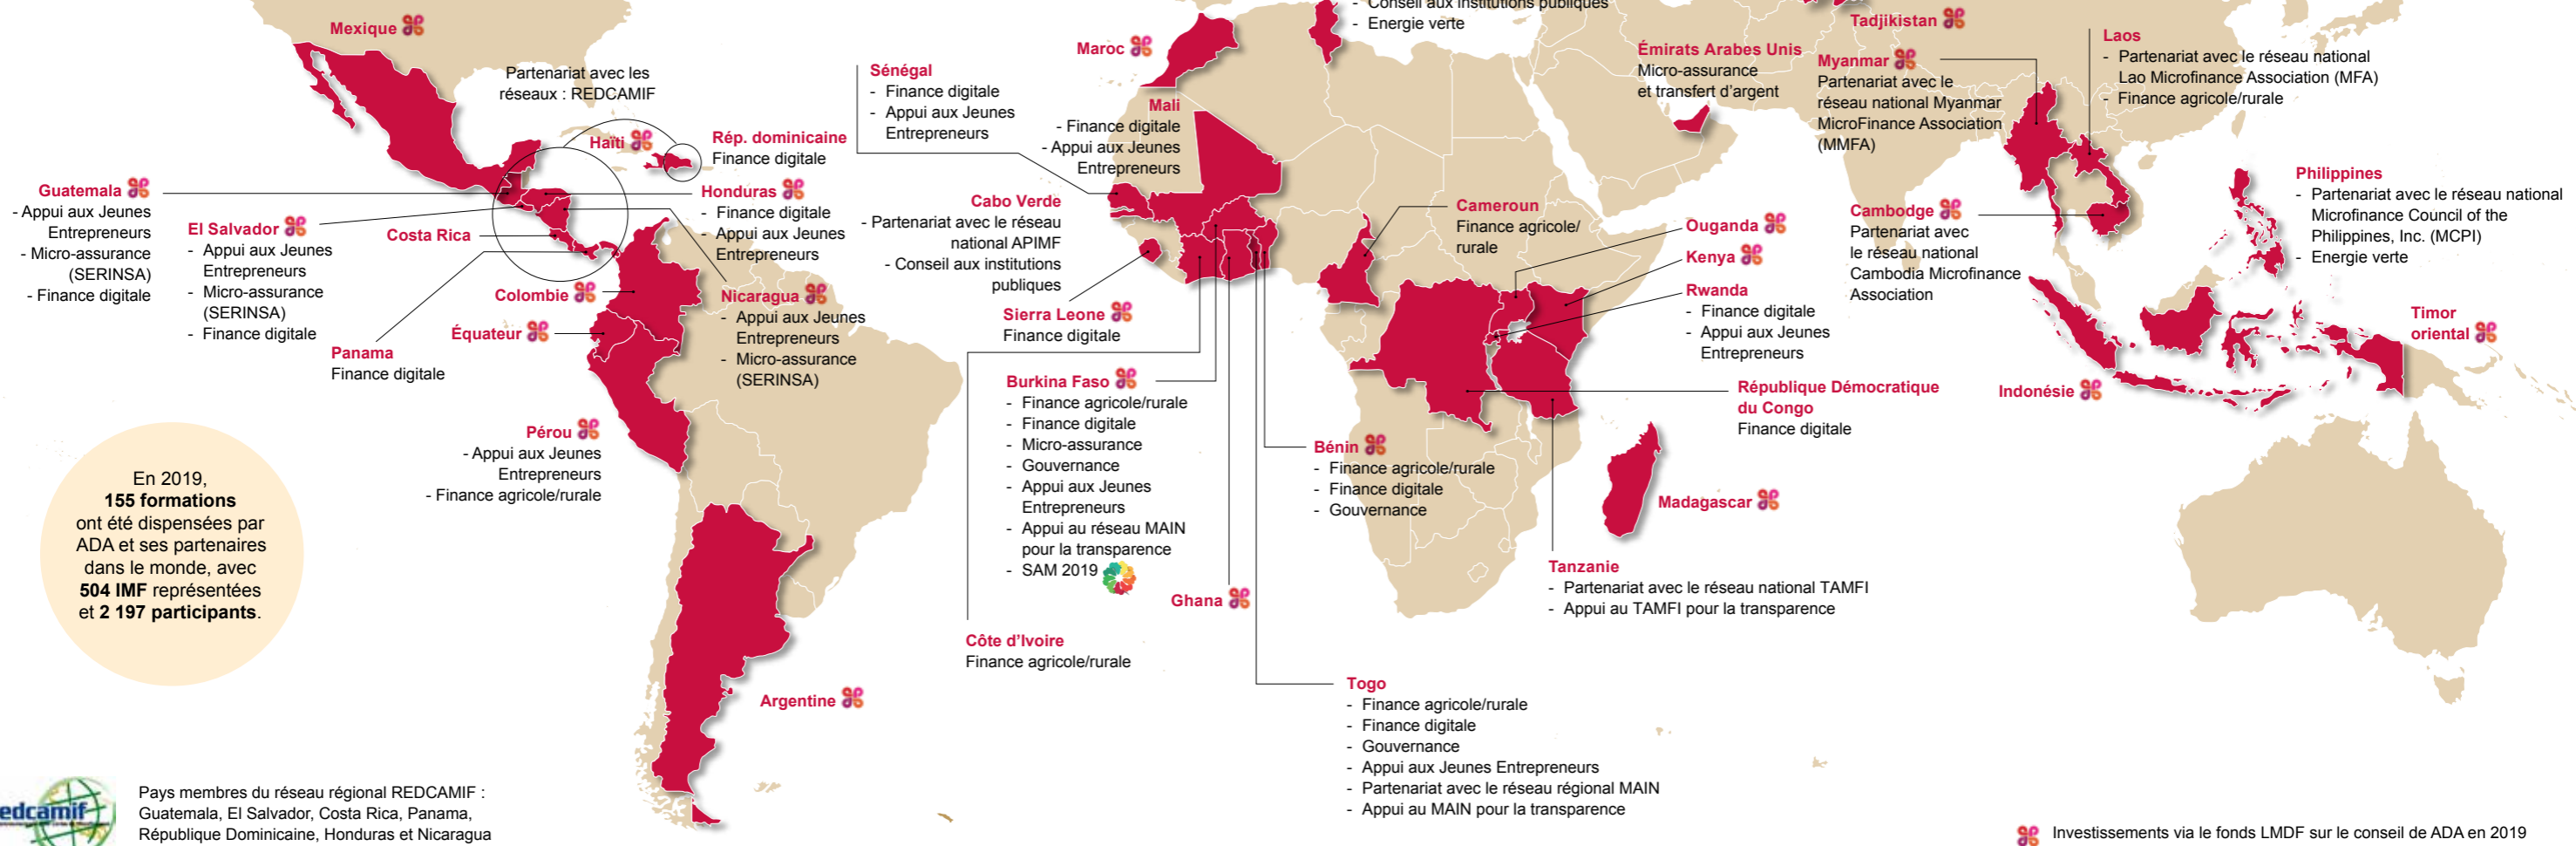 Mexique
Partenariat avec les
réseaux : REDCAMIF
Haïti
Rép. dominicaine
Finance digitale
Guatemala
- Appui aux Jeunes
Entrepreneurs
- Micro-assurance
(SERINSA)
- Finance digitale
El Salvador
- Appui aux Jeunes
Entrepreneurs
- Micro-assurance
(SERINSA)
- Finance digitale
Costa Rica
Honduras
- Finance digitale
- Appui aux Jeunes
Entrepreneurs
Colombie
Nicaragua
- Appui aux Jeunes
Entrepreneurs
- Micro-assurance
(SERINSA)
Équateur
Panama
Finance digitale
Pérou
- Appui aux Jeunes
Entrepreneurs
- Finance agricole/rurale
En 2019,
155 formations
ont été dispensées par
ADA et ses partenaires
dans le monde, avec
504 IMF représentées
et 2 197 participants.
Argentine
edcamif
Pays membres du réseau régional REDCAMIF :
Guatemala, El Salvador, Costa Rica, Panama,
République Dominicaine, Honduras et Nicaragua
- Conseil aux institutions publiques
- Energie verte
Maroc
Sénégal
- Finance digitale
- Appui aux Jeunes
Entrepreneurs
Mali
- Finance digitale
- Appui aux Jeunes
Entrepreneurs
Cabo Verde
- Partenariat avec le réseau
national APIMF
- Conseil aux institutions
publiques
Sierra Leone
Finance digitale
Burkina Faso
- Finance agricole/rurale
- Finance digitale
- Micro-assurance
- Gouvernance
- Appui aux Jeunes
Entrepreneurs
- Appui au réseau MAIN
pour la transparence
- SAM 2019
Ghana
Côte d'Ivoire
Finance agricole/rurale
Cameroun
Finance agricole/
rurale
Ouganda
Kenya
Rwanda
- Finance digitale
- Appui aux Jeunes
Entrepreneurs
République Démocratique
du Congo
Finance digitale
Bénin
- Finance agricole/rurale
- Finance digitale
- Gouvernance
Madagascar
Tanzanie
- Partenariat avec le réseau national TAMFI
- Appui au TAMFI pour la transparence
Togo
- Finance agricole/rurale
- Finance digitale
- Gouvernance
- Appui aux Jeunes Entrepreneurs
- Partenariat avec le réseau régional MAIN
- Appui au MAIN pour la transparence
Émirats Arabes Unis
Micro-assurance
et transfert d'argent
Tadjikistan
Myanmar
Partenariat avec le
réseau national Myanmar
MicroFinance Association
(MMFA)
Laos
- Partenariat avec le réseau national
Lao Microfinance Association (MFA)
- Finance agricole/rurale
Cambodge
Partenariat avec
le réseau national
Cambodia Microfinance
Association
Philippines
- Partenariat avec le réseau national
Microfinance Council of the
Philippines, Inc. (MCPI)
- Energie verte
Timor
oriental
Indonésie
Investissements via le fonds LMDF sur le conseil de ADA en 2019